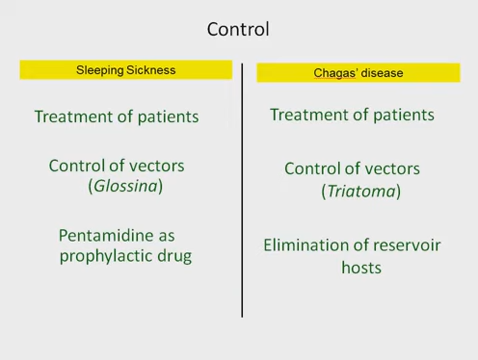 Control
Sleeping Sickness
Treatment of patients
Control of vectors
(Glossina)
Pentamidine as
prophylactic drug
Chagas’ disease
Treatment of patients
Control of vectors
(Triatoma)
Elimination of reservoir
hosts